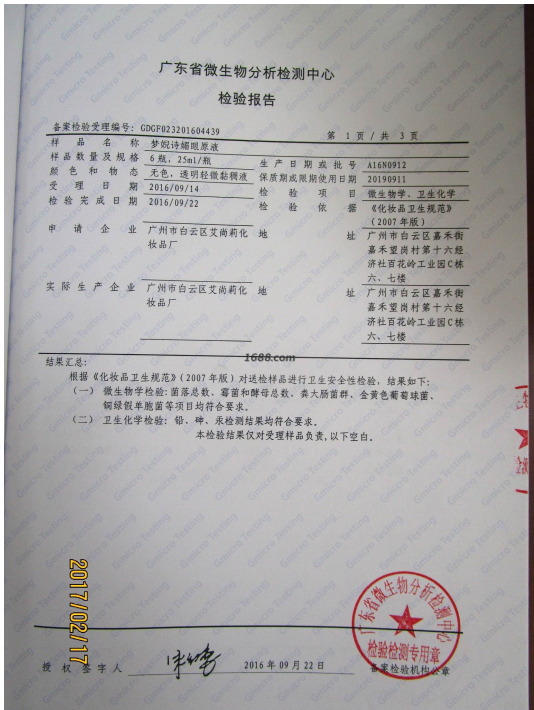 广东省微生物分析检测中心
检验报告
备案检验受理编号: GDGF023201604439
第 1 页 / 共 3 页
样品名称 梦婉诗媚眼原液
样品数量及规格 6瓶, 25ml/瓶 生产日期或批号 A16N0912
颜色和物态 无色, 透明轻微黏稠液 保质期或限期使用日期 20190911
受理日期 2016/09/14 检验项目 微生物学、卫生化学
检验完成日期 2016/09/22 检验依据 《化妆品卫生规范》
(2007年版)
申请企业 广州市白云区艾尚莉化 地址 广州市白云区嘉禾街
妆品厂 嘉禾望岗村第十六经
济社百花岭工业园C栋
六、七楼
实际生产企业 广州市白云区艾尚莉化 地址 广州市白云区嘉禾街
妆品厂 嘉禾望岗村第十六经
济社百花岭工业园C栋
六、七楼
1688.com
结果汇总:
根据《化妆品卫生规范》(2007年版)对送检样品进行卫生安全性检验, 结果如下:
(一) 微生物学检验: 菌落总数、霉菌和酵母总数、粪大肠菌群、金黄色葡萄球菌、
铜绿假单胞菌等项目均符合要求。
(二) 卫生化学检验: 铅、砷、汞检测结果均符合要求。
本检验结果仅对受理样品负责, 以下空白。
2017/02/17
广东省微生物分析检测中心
检验检测专用章
授权签字人 2016年09月22日 备案检验机构公章
Gmicro Testing